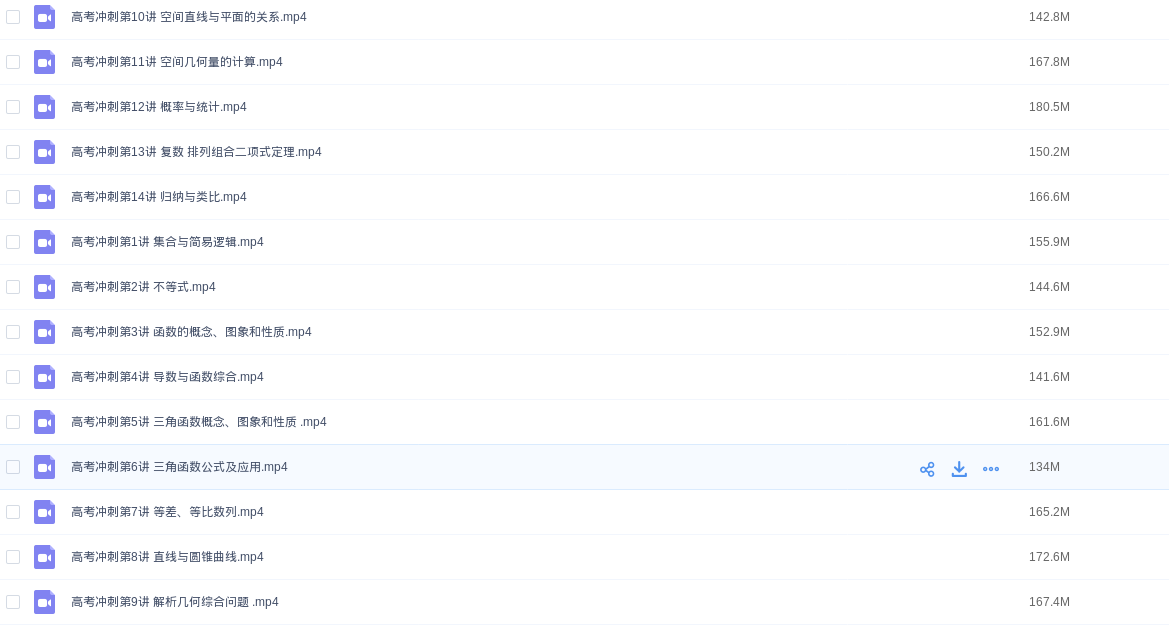 高考冲刺第10讲 空间直线与平面的关系.mp4 142.8M
高考冲刺第11讲 空间几何量的计算.mp4 167.8M
高考冲刺第12讲 概率与统计.mp4 180.5M
高考冲刺第13讲 复数 排列组合二项式定理.mp4 150.2M
高考冲刺第14讲 归纳与类比.mp4 166.6M
高考冲刺第1讲 集合与简易逻辑.mp4 155.9M
高考冲刺第2讲 不等式.mp4 144.6M
高考冲刺第3讲 函数的概念、图象和性质.mp4 152.9M
高考冲刺第4讲 导数与函数综合.mp4 141.6M
高考冲刺第5讲 三角函数概念、图象和性质 .mp4 161.6M
高考冲刺第6讲 三角函数公式及应用.mp4 134M
高考冲刺第7讲 等差、等比数列.mp4 165.2M
高考冲刺第8讲 直线与圆锥曲线.mp4 172.6M
高考冲刺第9讲 解析几何综合问题 .mp4 167.4M